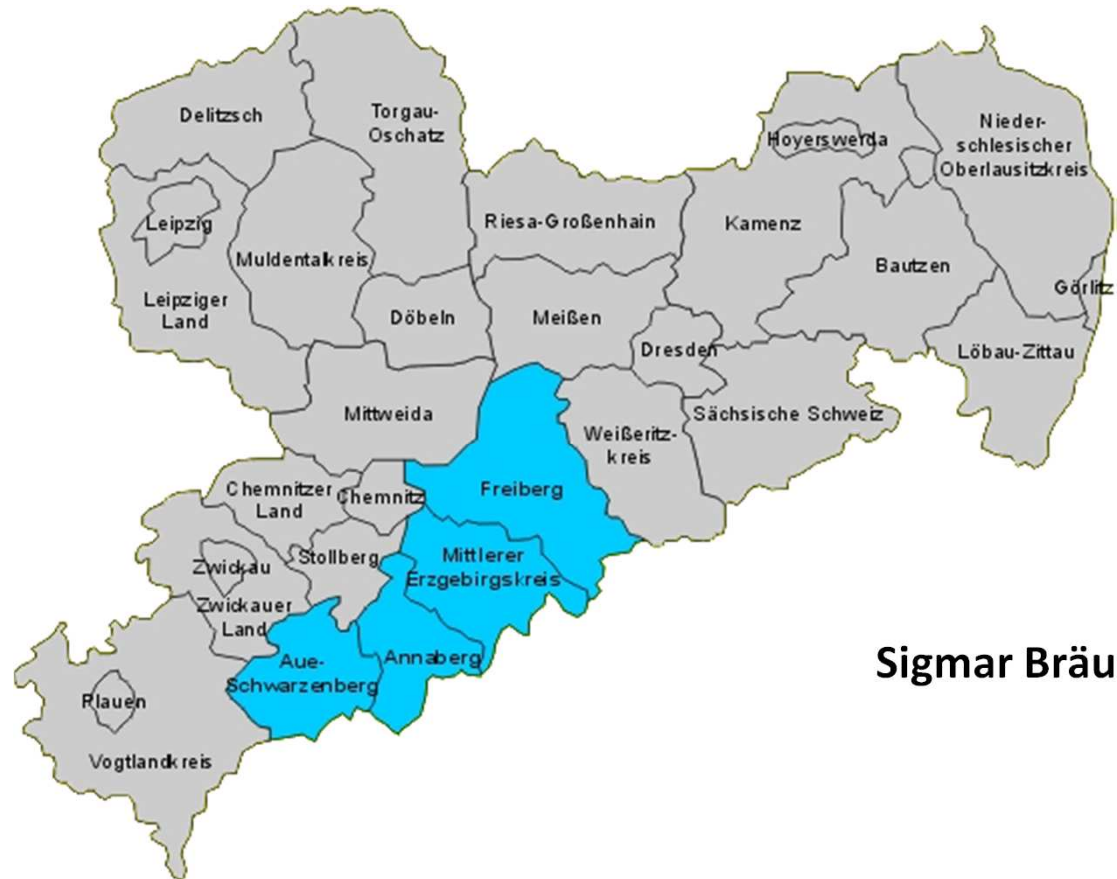 Delitzsch
Torgau-
Oschatz
Hoyerswerda
Nieder-
schlesischer
Oberlausitzkreis
Leipzig
Muldentalkreis
Riesa-Großenhain
Kamenz
Bautzen
Görlitz
Leipziger
Land
Döbeln
Meißen
Dresden
Löbau-Zittau
Mittweida
Sächsische Schweiz
Weißeritz-
kreis
Chemnitzer
Land
Chemnitz
Freiberg
Stollberg
Mittlerer
Erzgebirgskreis
Zwickau
Zwickauer
Land
Aue-
Schwarzenberg
Annaberg
Plauen
Vogtlandkreis
Sigmar Bräu